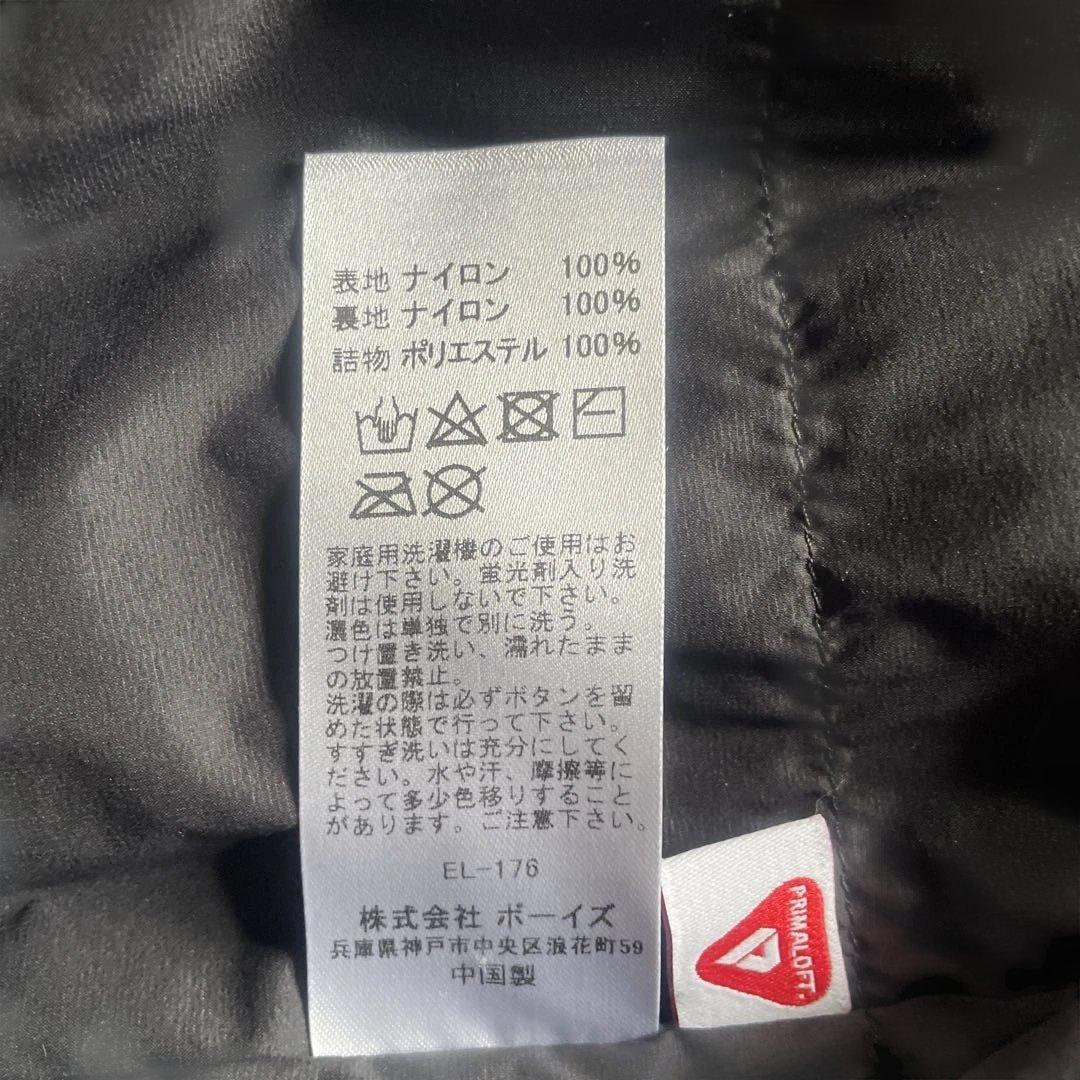 表地 ナイロン 100%
裏地 ナイロン 100%
詰物 ポリエステル 100%
家庭用洗濯機のご使用はお
避け下さい。蛍光剤入り洗
剤は使用しないで下さい。
濃色は単独で別に洗う。
つけ置き洗い、濡れたまま
の放置禁止。
洗濯の際は必ずボタンを留
めた状態で行って下さい。
すすぎ洗いは充分にしてく
ださい。水や汗、摩擦等に
よって多少色移りすること
があります。ご注意下さい。
EL-176
株式会社 ボーイズ
兵庫県神戸市中央区浪花町59
中国製
PRIMALOFT